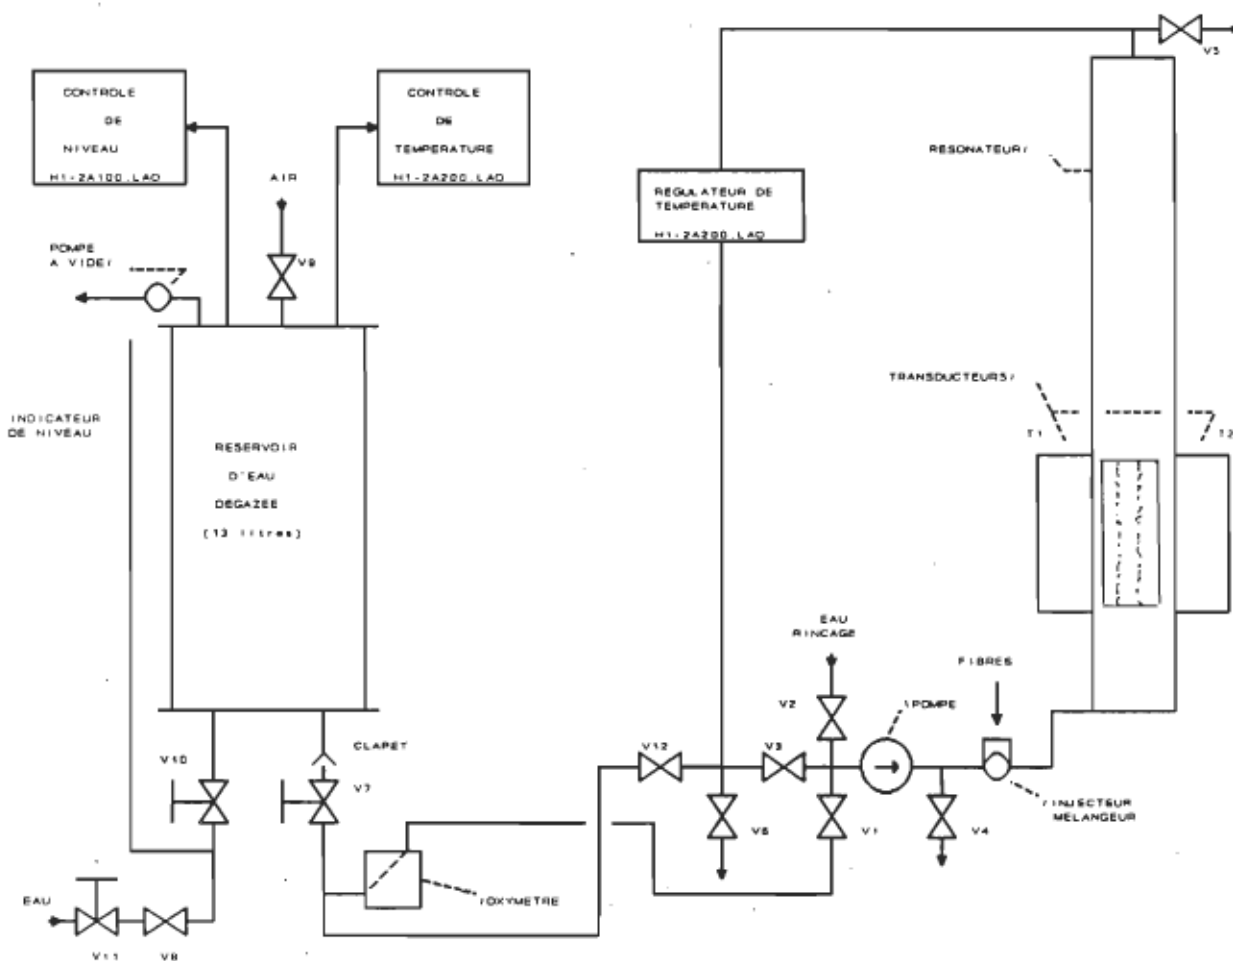 V5
CONTROLE
DE
NIVEAU
H1-2A100.LAO
CONTROLE
DE
TEMPERATURE
H1-2A200.LAO
AIR
RESONATEUR/
REGULATEUR DE
TEMPERATURE
H1-2A200.LAO
POMPE
A VIDE/
V9
TRANSDUCTEURS/
T1
T2
INDICATEUR
DE NIVEAU
RESERVOIR
D'EAU
DEGAZEE
(13 litres)
EAU
RINCAGE
FIBRES
V2
/POMPE
V10
CLAPET
V7
V12
V3
V6
V1
V4
/INJECTEUR
MELANGEUR
EAU
/OXYMETRE
V11
V8